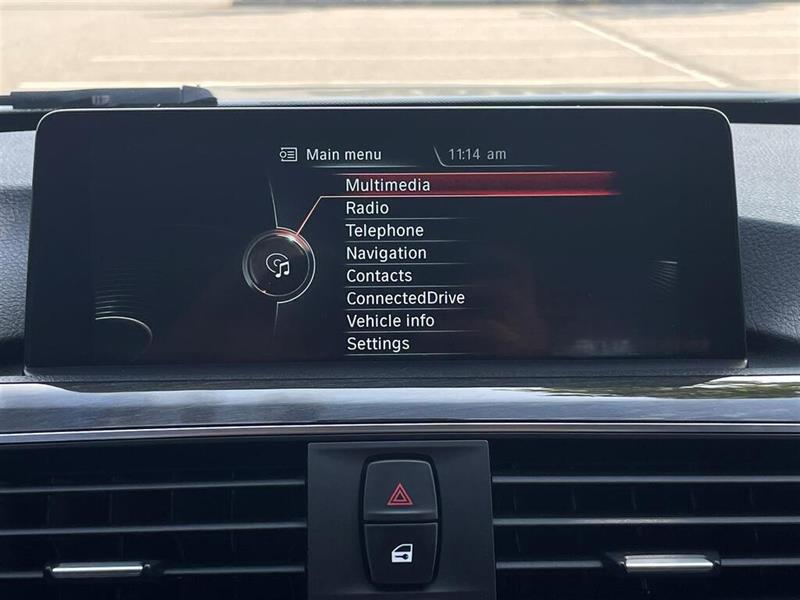 Main menu 11:14 am
Multimedia
Radio
Telephone
Navigation
Contacts
ConnectedDrive
Vehicle info
Settings